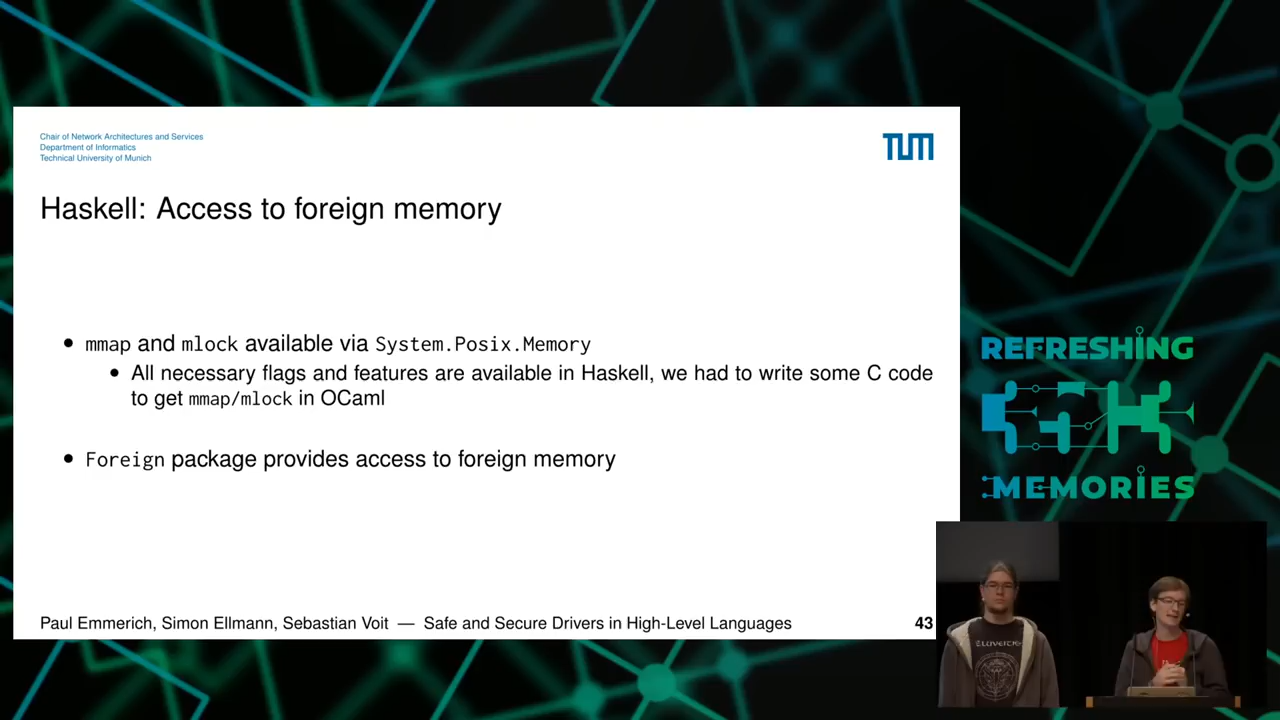 Chair of Network Architectures and Services
Department of Informatics
Technical University of Munich
TUM
Haskell: Access to foreign memory
• mmap and mlock available via System.Posix.Memory
• All necessary flags and features are available in Haskell, we had to write some C code
to get mmap/mlock in OCaml
• Foreign package provides access to foreign memory
Paul Emmerich, Simon Ellmann, Sebastian Voit — Safe and Secure Drivers in High-Level Languages
43
REFRESHING
MEMORIES
ELUVEITIE